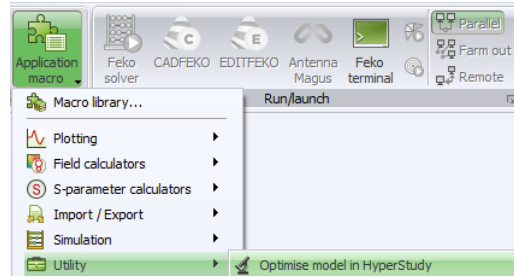 Application macro
Feko solver
CADFEKO
EDITFEKO
Antenna Magus
Feko terminal
Parallel
Farm out
Remote
Run/launch
Macro library...
Plotting
Field calculators
S S-parameter calculators
Import / Export
Simulation
Utility
Optimise model in HyperStudy